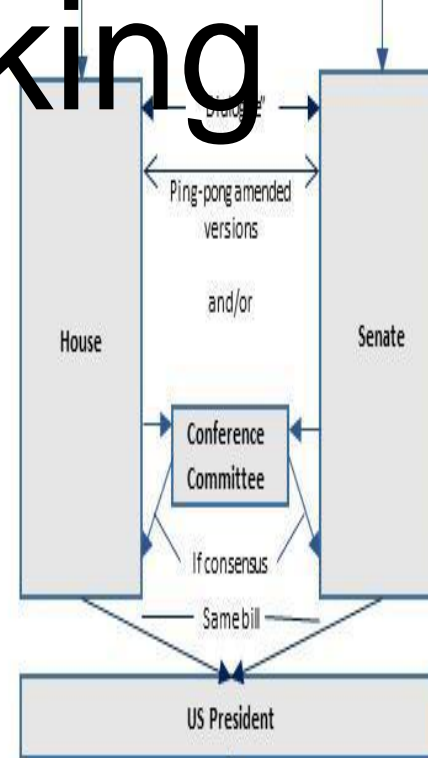 king
"Dialogue"
Ping-pong amended
versions
and/or
House
Senate
Conference
Committee
If consensus
Same bill
US President